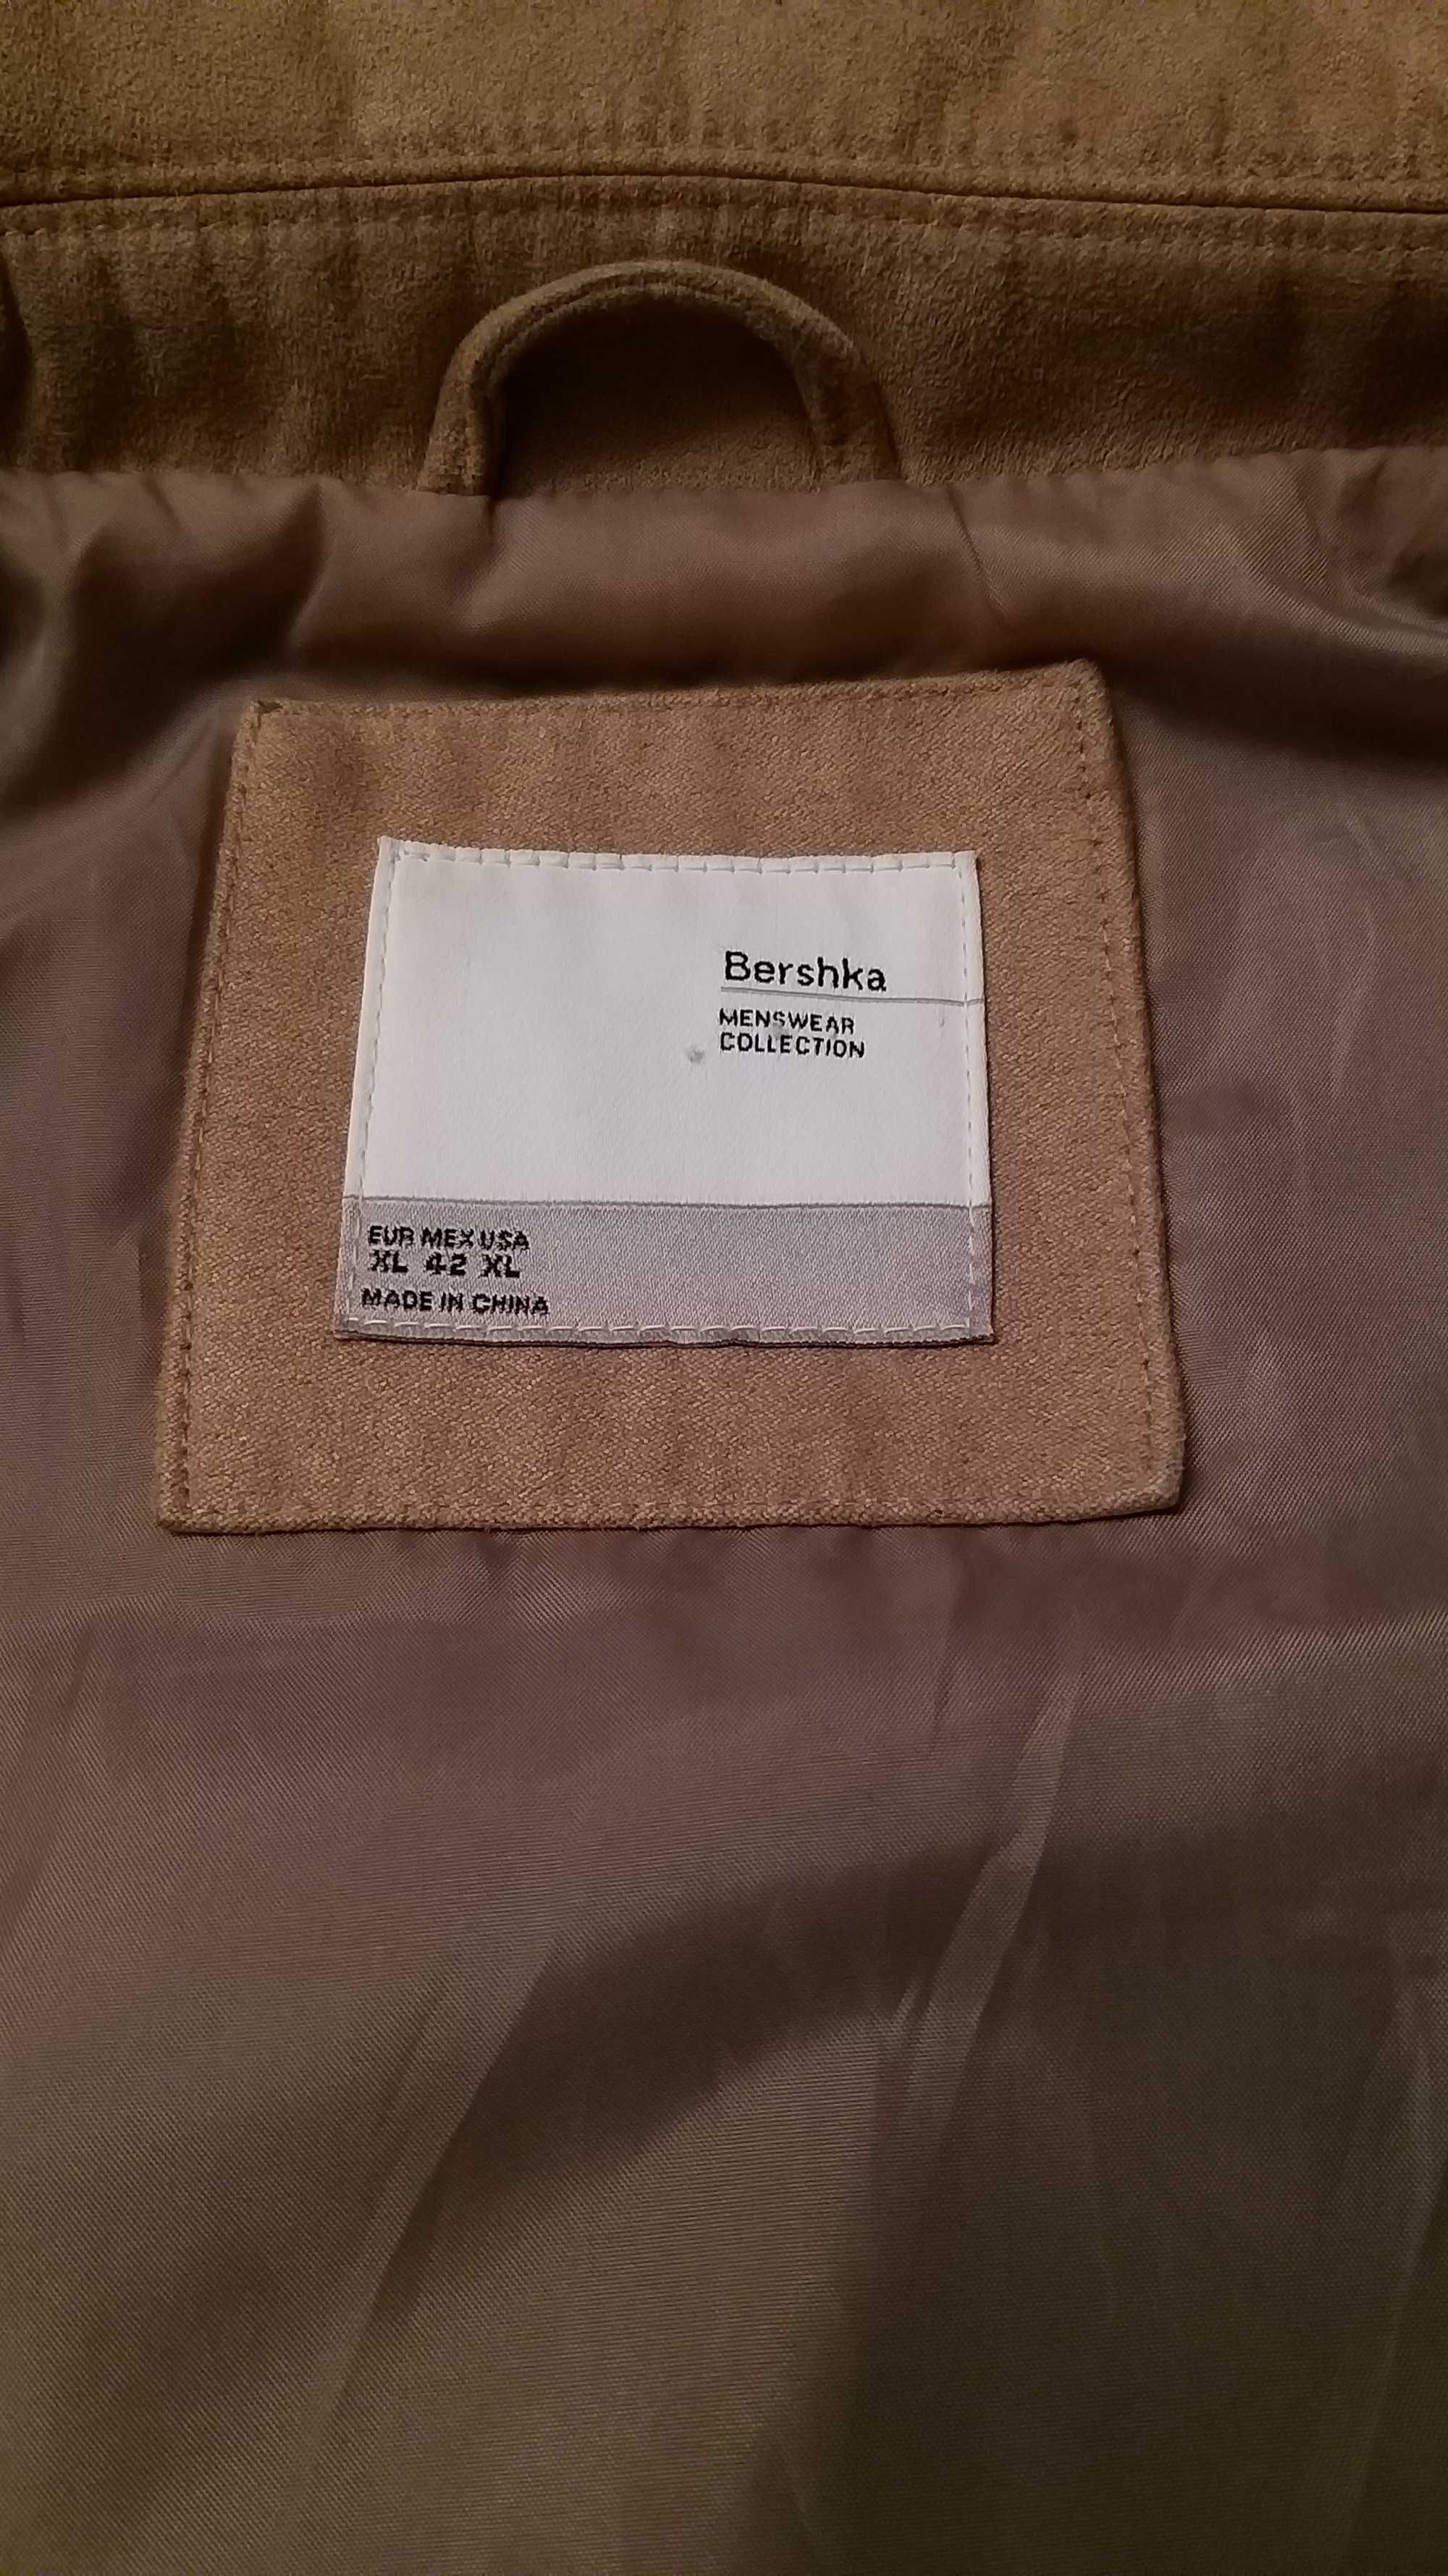 Bershka
MENSWEAR
COLLECTION
EUR MEX USA
XL 42 XL
MADE IN CHINA